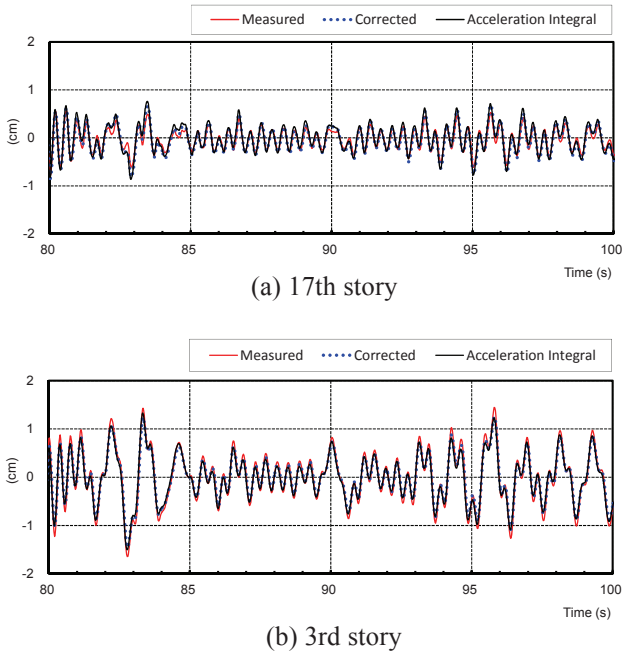 Measured Corrected Acceleration Integral
2
1
0
-1
-2
(cm)
80 85 90 95 100
Time (s)
(a) 17th story
Measured Corrected Acceleration Integral
2
1
0
-1
-2
(cm)
80 85 90 95 100
Time (s)
(b) 3rd story